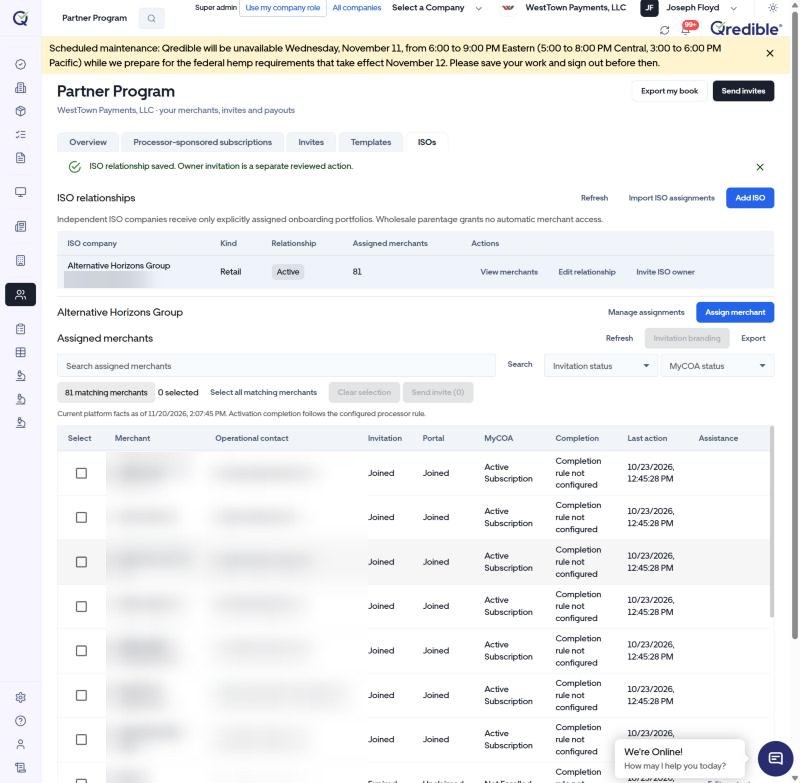 Partner Program
Super admin
Use my company role
All companies
Select a Company
WestTown Payments, LLC
JF
Joseph Floyd
99+
Qredible
Scheduled maintenance: Qredible will be unavailable Wednesday, November 11, from 6:00 to 9:00 PM Eastern (5:00 to 8:00 PM Central, 3:00 to 6:00 PM
Pacific) while we prepare for the federal hemp requirements that take effect November 12. Please save your work and sign out before then.
Partner Program
WestTown Payments, LLC · your merchants, invites and payouts
Export my book
Send invites
Overview
Processor-sponsored subscriptions
Invites
Templates
ISOs
ISO relationship saved. Owner invitation is a separate reviewed action.
ISO relationships
Refresh
Import ISO assignments
Add ISO
Independent ISO companies receive only explicitly assigned onboarding portfolios. Wholesale parentage grants no automatic merchant access.
ISO company Kind Relationship Assigned merchants Actions
Alternative Horizons Group Retail Active 81 View merchants Edit relationship Invite ISO owner
Alternative Horizons Group
Manage assignments
Assign merchant
Assigned merchants
Refresh
Invitation branding
Export
Search assigned merchants
Search
Invitation status
MyCOA status
81 matching merchants
0 selected
Select all matching merchants
Clear selection
Send invite (0)
Current platform facts as of 11/20/2026, 2:07:45 PM. Activation completion follows the configured processor rule.
Select Merchant Operational contact Invitation Portal MyCOA Completion Last action Assistance
Joined Joined Active Subscription Completion rule not configured 10/23/2026, 12:45:28 PM
Joined Joined Active Subscription Completion rule not configured 10/23/2026, 12:45:28 PM
Joined Joined Active Subscription Completion rule not configured 10/23/2026, 12:45:28 PM
Joined Joined Active Subscription Completion rule not configured 10/23/2026, 12:45:28 PM
Joined Joined Active Subscription Completion rule not configured 10/23/2026, 12:45:28 PM
Joined Joined Active Subscription Completion rule not configured 10/23/2026, 12:45:28 PM
Joined Joined Active Subscription Completion rule not configured 10/23/2026,
Completion
We're Online!
How may I help you today?